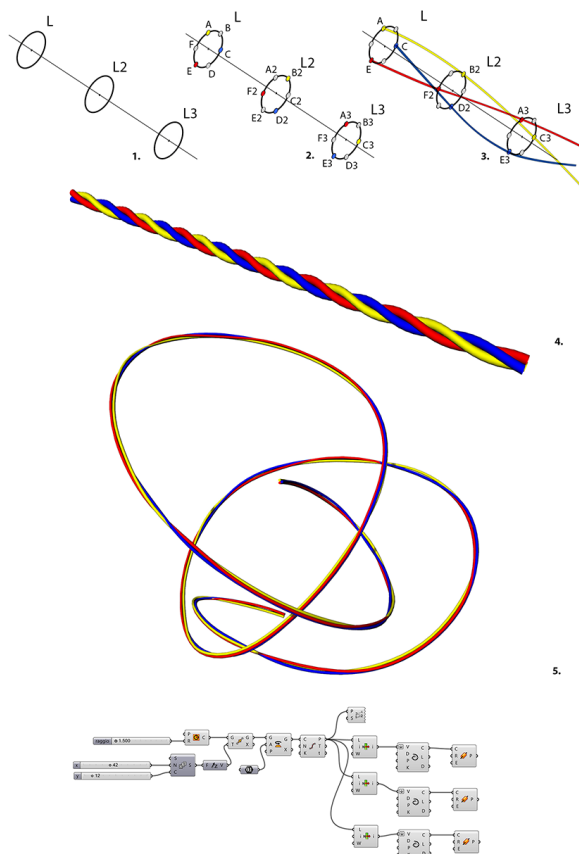 L
L2
L3
1.
L
A
B
F
C
E
D
L2
A2
B2
F2
C2
E2
D2
L3
A3
B3
F3
C3
E3
D3
2.
L
A
C
E
L2
B2
F2
D2
L3
A3
C3
E3
3.
4.
5.
raggio 1.500
x 42
y 12
P R C
S N C S
F V
G T G X
G A P G X
C N K P T t
P S
L i W i
V D P K C L D
C R E P
L i W i
V D P K C L D
C R E P
L i W i
V D P K C L D
C R E P